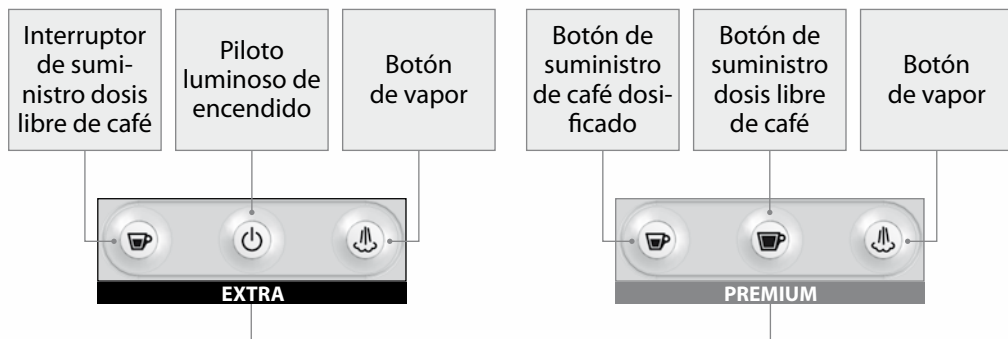 Interruptor
de sumi-
nistro dosis
libre de café
Piloto
luminoso de
encendido
Botón
de vapor
Botón de
suministro
de café dosi-
ficado
Botón de
suministro
dosis libre
de café
Botón
de vapor
EXTRA
PREMIUM